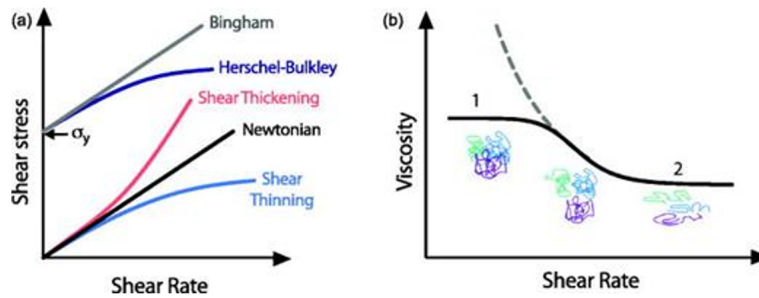 (a)
Bingham
Herschel-Bulkley
Shear Thickening
Newtonian
Shear
Thinning
σy
Shear stress
Shear Rate
(b)
1
2
Viscosity
Shear Rate